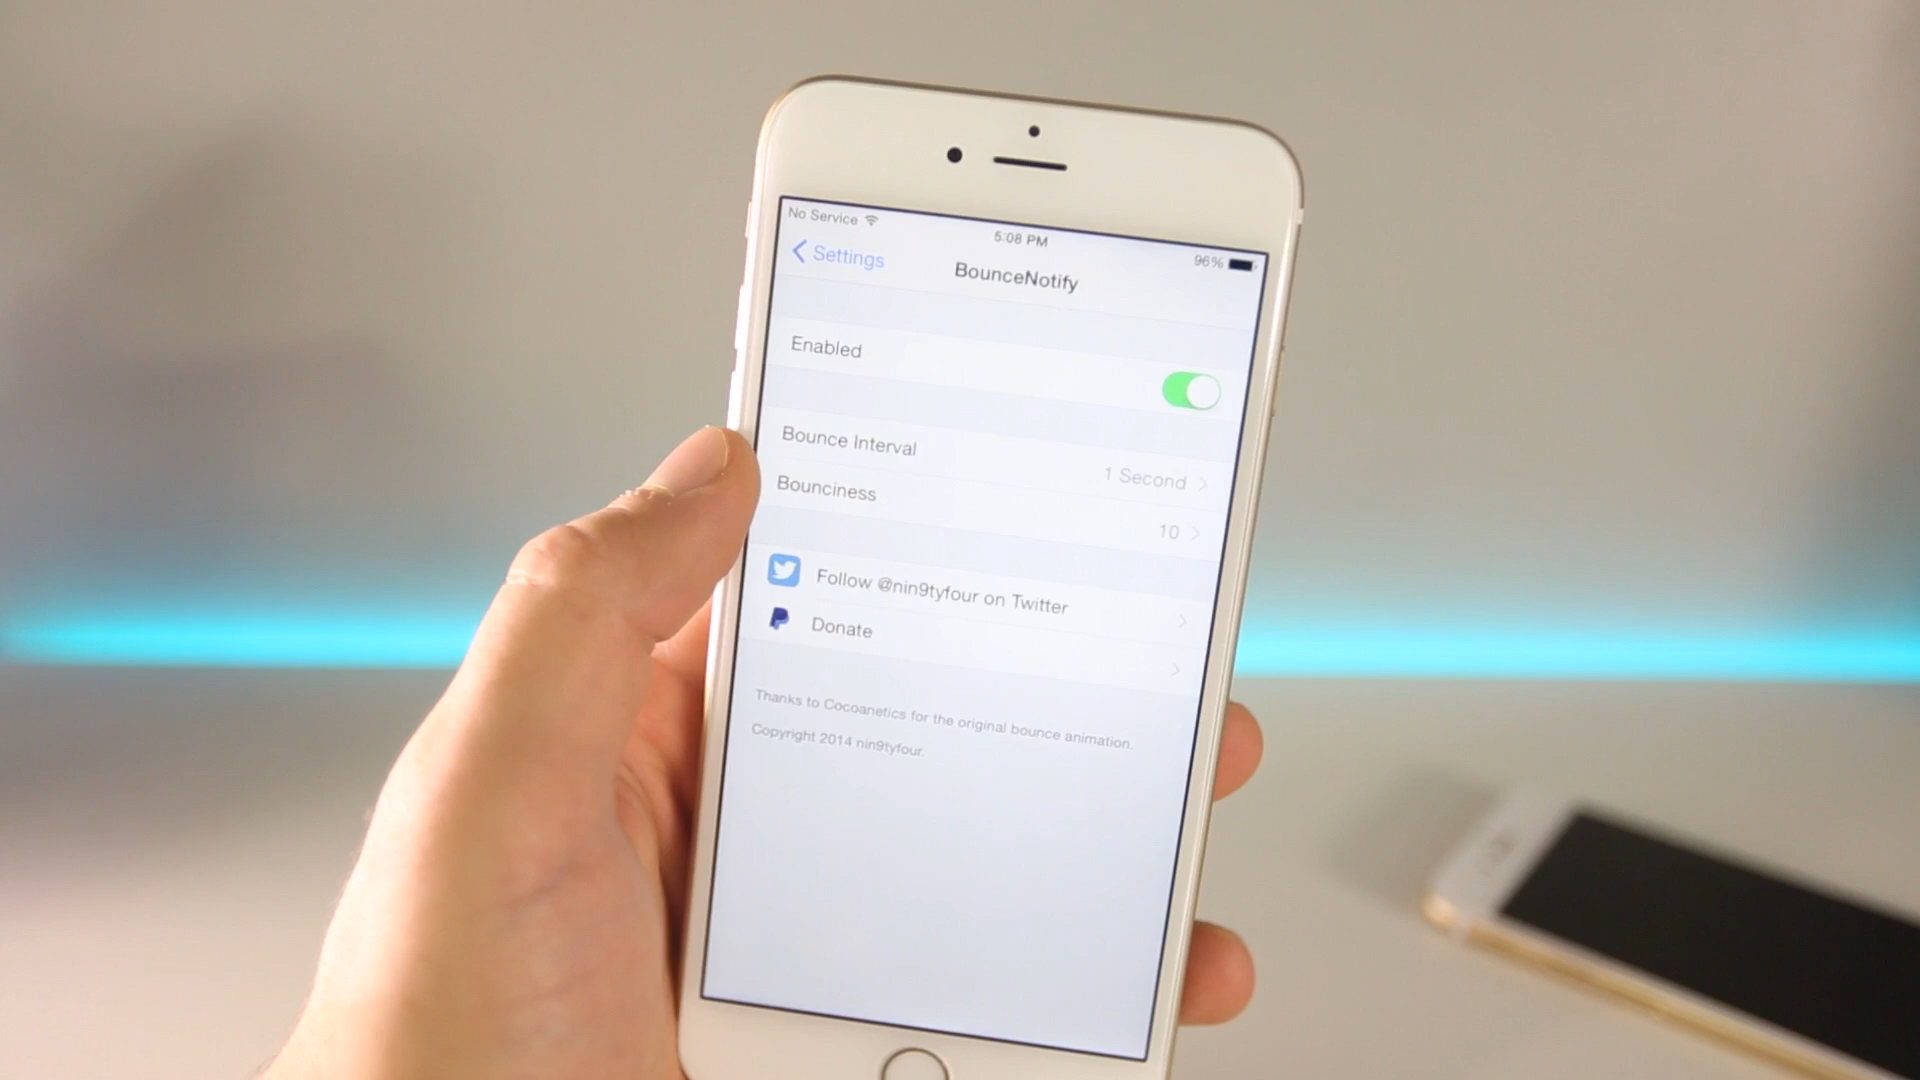 No Service
5:08 PM
96%
Settings
BounceNotify
Enabled
Bounce Interval
1 Second
Bounciness
10
Follow @nin9tyfour on Twitter
Donate
Thanks to Cocoanetics for the original bounce animation.
Copyright 2014 nin9tyfour.